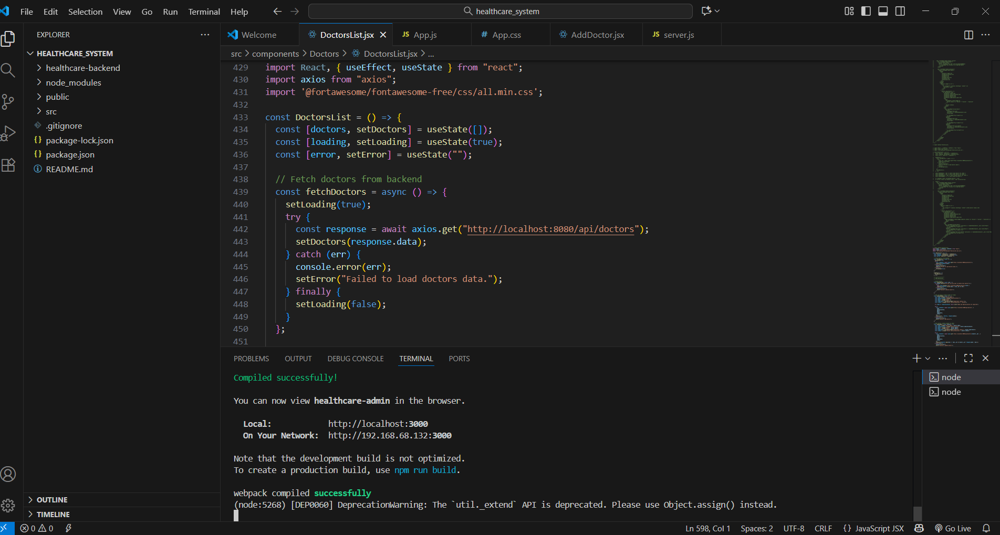 File Edit Selection View Go Run Terminal Help
healthcare_system
EXPLORER
HEALTHCARE_SYSTEM
healthcare-backend
node_modules
public
src
.gitignore
package-lock.json
package.json
README.md
OUTLINE
TIMELINE
Welcome
DoctorsList.jsx
JS App.js
# App.css
AddDoctor.jsx
JS server.js
src > components > Doctors > DoctorsList.jsx > ...
429 import React, { useEffect, useState } from "react";
430 import axios from "axios";
431 import '@fortawesome/fontawesome-free/css/all.min.css';
432
433 const DoctorsList = () => {
434   const [doctors, setDoctors] = useState([]);
435   const [loading, setLoading] = useState(true);
436   const [error, setError] = useState("");
437
438   // Fetch doctors from backend
439   const fetchDoctors = async () => {
440     setLoading(true);
441     try {
442       const response = await axios.get("http://localhost:8080/api/doctors");
443       setDoctors(response.data);
444     } catch (err) {
445       console.error(err);
446       setError("Failed to load doctors data.");
447     } finally {
448       setLoading(false);
449     }
450   };
451
PROBLEMS OUTPUT DEBUG CONSOLE TERMINAL PORTS
Compiled successfully!
You can now view healthcare-admin in the browser.
Local: http://localhost:3000
On Your Network: http://192.168.68.132:3000
Note that the development build is not optimized.
To create a production build, use npm run build.
webpack compiled successfully
(node:5268) [DEP0060] DeprecationWarning: The `util._extend` API is deprecated. Please use Object.assign() instead.
node
node
0 0
Ln 598, Col 1 Spaces: 2 UTF-8 CRLF {} JavaScript JSX Go Live